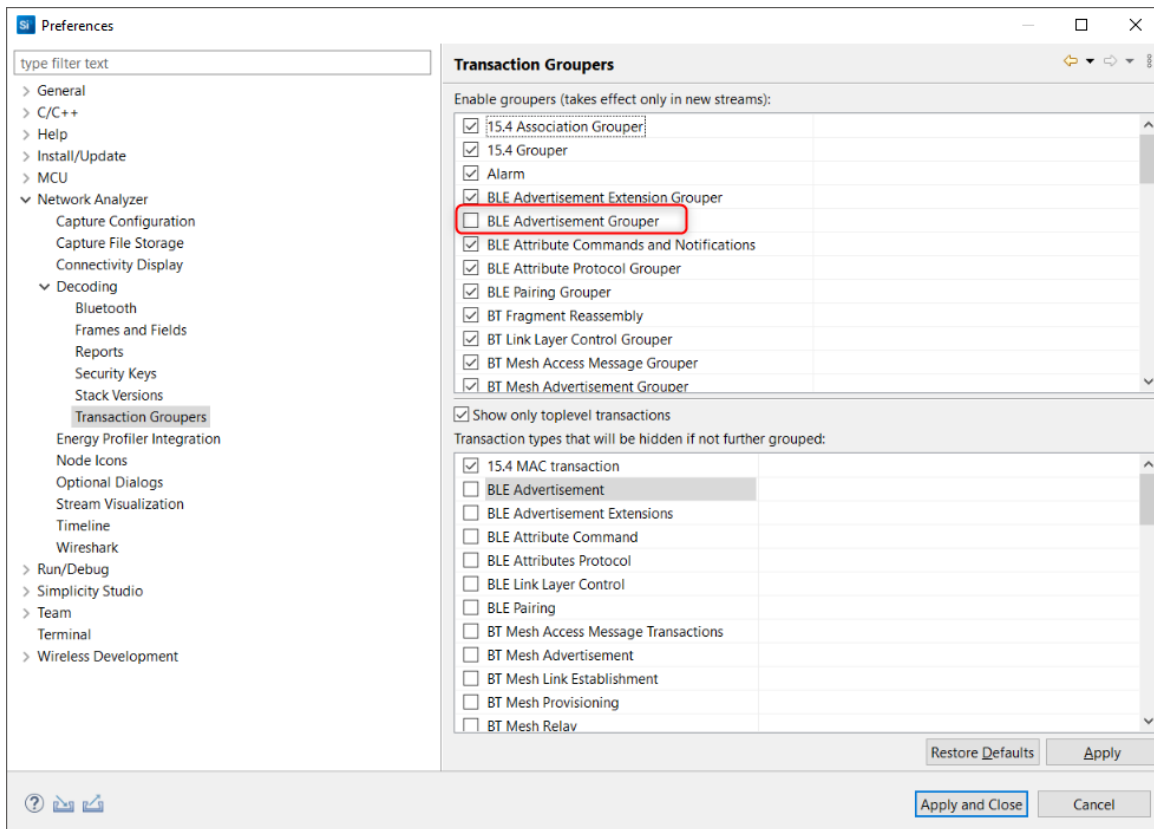 Si Preferences
type filter text
General
C/C++
Help
Install/Update
MCU
Network Analyzer
Capture Configuration
Capture File Storage
Connectivity Display
Decoding
Bluetooth
Frames and Fields
Reports
Security Keys
Stack Versions
Transaction Groupers
Energy Profiler Integration
Node Icons
Optional Dialogs
Stream Visualization
Timeline
Wireshark
Run/Debug
Simplicity Studio
Team
Terminal
Wireless Development
Transaction Groupers
Enable groupers (takes effect only in new streams):
15.4 Association Grouper
15.4 Grouper
Alarm
BLE Advertisement Extension Grouper
BLE Advertisement Grouper
BLE Attribute Commands and Notifications
BLE Attribute Protocol Grouper
BLE Pairing Grouper
BT Fragment Reassembly
BT Link Layer Control Grouper
BT Mesh Access Message Grouper
BT Mesh Advertisement Grouper
Show only toplevel transactions
Transaction types that will be hidden if not further grouped:
15.4 MAC transaction
BLE Advertisement
BLE Advertisement Extensions
BLE Attribute Command
BLE Attributes Protocol
BLE Link Layer Control
BLE Pairing
BT Mesh Access Message Transactions
BT Mesh Advertisement
BT Mesh Link Establishment
BT Mesh Provisioning
BT Mesh Relay
Restore Defaults Apply
? Apply and Close Cancel